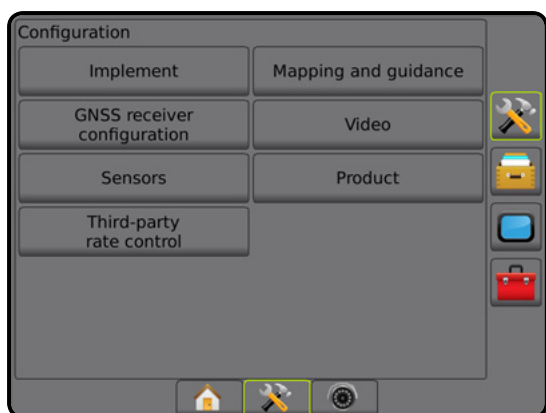 Configuration
Implement
Mapping and guidance
GNSS receiver
configuration
Video
Sensors
Product
Third-party
rate control